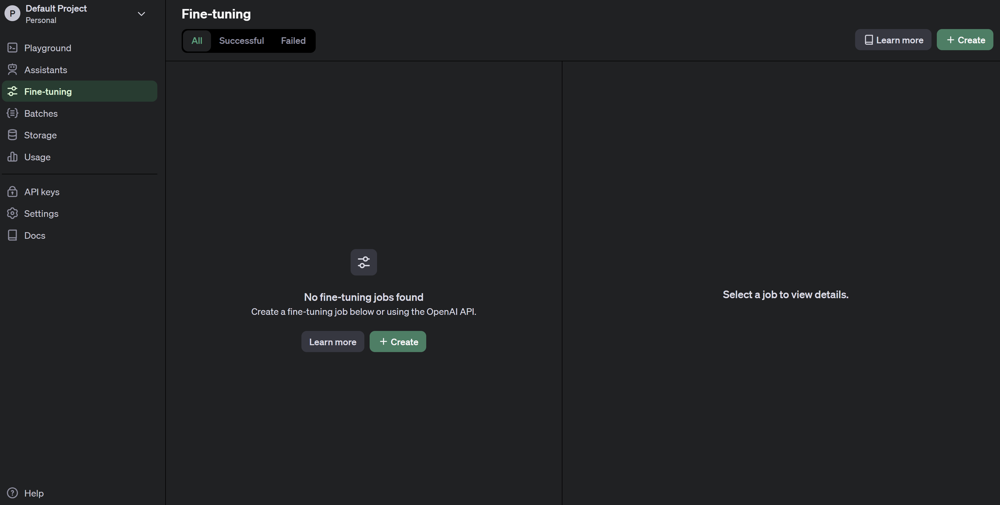 P
Default Project
Personal
Playground
Assistants
Fine-tuning
Batches
Storage
Usage
API keys
Settings
Docs
Help
Fine-tuning
All
Successful
Failed
Learn more
+ Create
No fine-tuning jobs found
Create a fine-tuning job below or using the OpenAI API.
Learn more
+ Create
Select a job to view details.